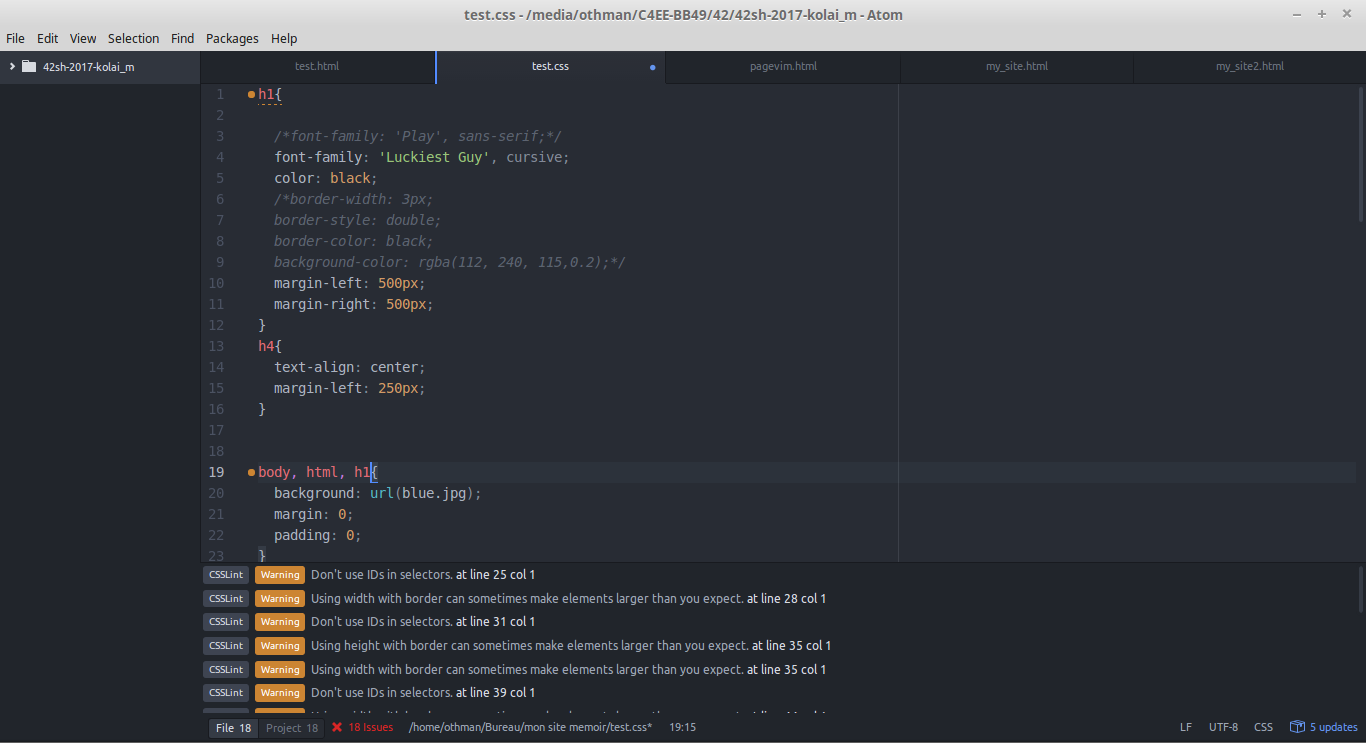 test.css - /media/othman/C4EE-BB49/42/42sh-2017-kolai_m - Atom
File Edit View Selection Find Packages Help
42sh-2017-kolai_m
test.html test.css pagevim.html my_site.html my_site2.html
1 h1{
2
3 /*font-family: 'Play', sans-serif;*/
4 font-family: 'Luckiest Guy', cursive;
5 color: black;
6 /*border-width: 3px;
7 border-style: double;
8 border-color: black;
9 background-color: rgba(112, 240, 115,0.2);*/
10 margin-left: 500px;
11 margin-right: 500px;
12 }
13 h4{
14 text-align: center;
15 margin-left: 250px;
16 }
17
18
19 body, html, h1{
20 background: url(blue.jpg);
21 margin: 0;
22 padding: 0;
23 }
CSSLint Warning Don't use IDs in selectors. at line 25 col 1
CSSLint Warning Using width with border can sometimes make elements larger than you expect. at line 28 col 1
CSSLint Warning Don't use IDs in selectors. at line 31 col 1
CSSLint Warning Using height with border can sometimes make elements larger than you expect. at line 35 col 1
CSSLint Warning Using width with border can sometimes make elements larger than you expect. at line 35 col 1
CSSLint Warning Don't use IDs in selectors. at line 39 col 1
File 18 Project 18 18 Issues /home/othman/Bureau/mon site memoir/test.css* 19:15 LF UTF-8 CSS 5 updates